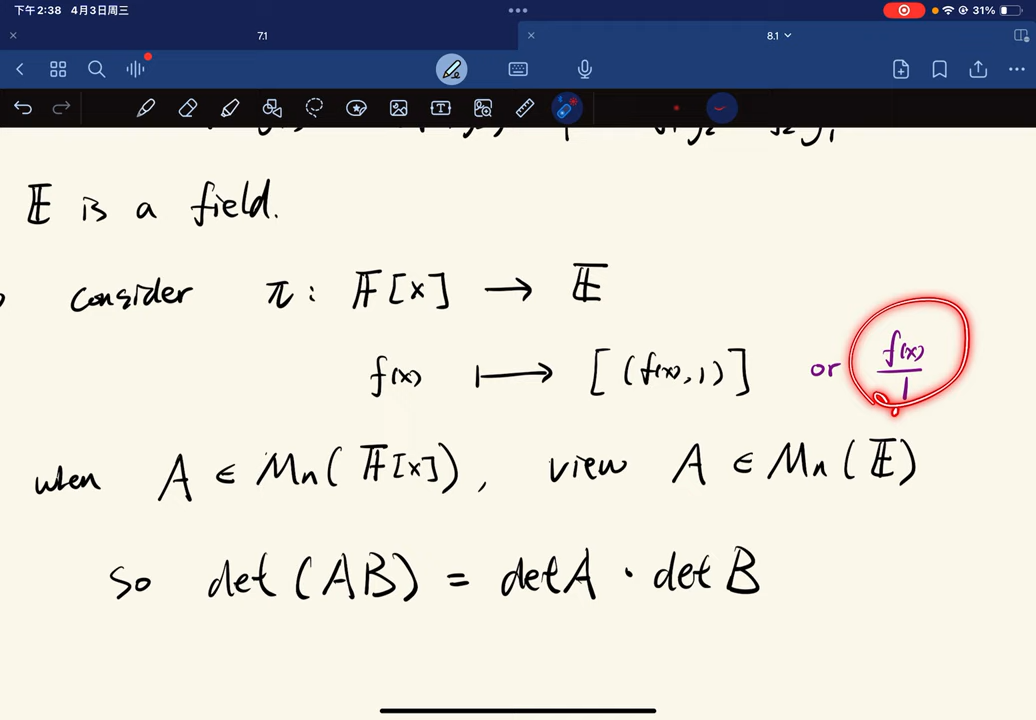 下午2:38 4月3日周三
31%
7.1
8.1
𝔼 is a field.
consider π: 𝔽[x] → 𝔼
f(x) ⟼ [(f(x),1)] or f(x)/1
when A ∈ Mn(𝔽[x]), view A ∈ Mn(𝔼)
So det(AB) = detA · detB